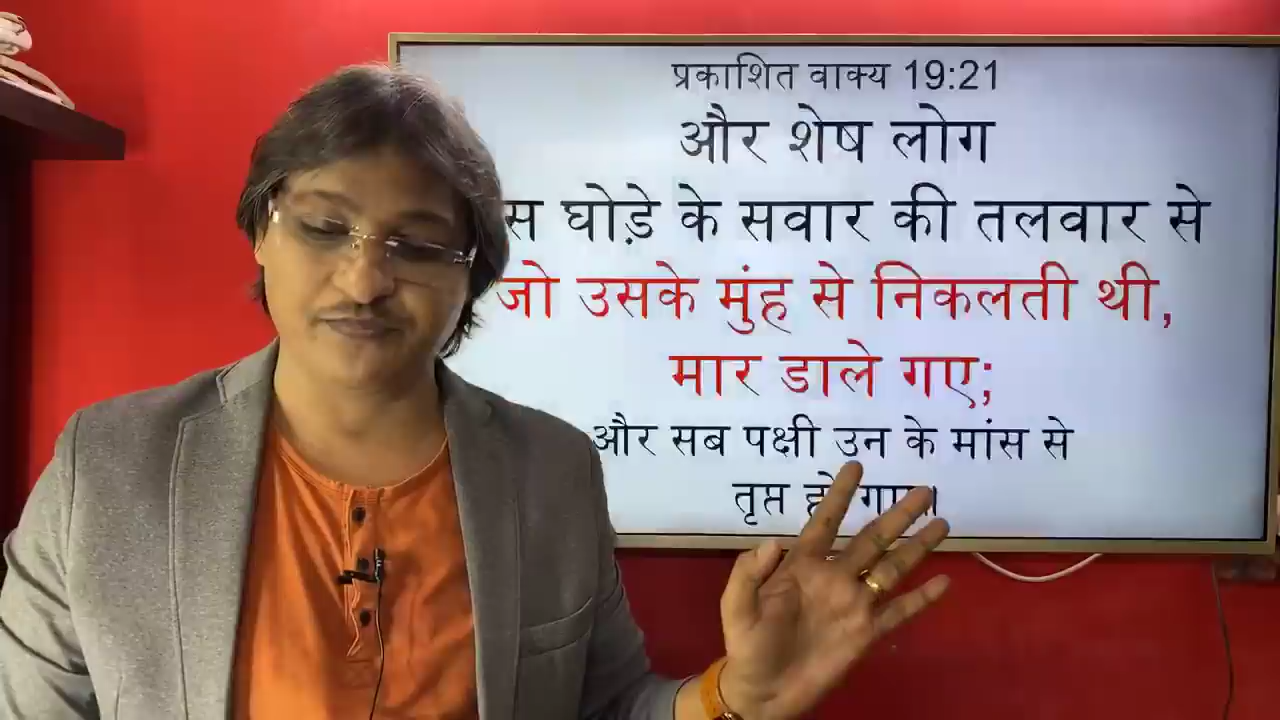 प्रकाशित वाक्य 19:21
और शेष लोग
स घोड़े के सवार की तलवार से
जो उसके मुंह से निकलती थी,
मार डाले गए;
और सब पक्षी उन के मांस से
तृप्त